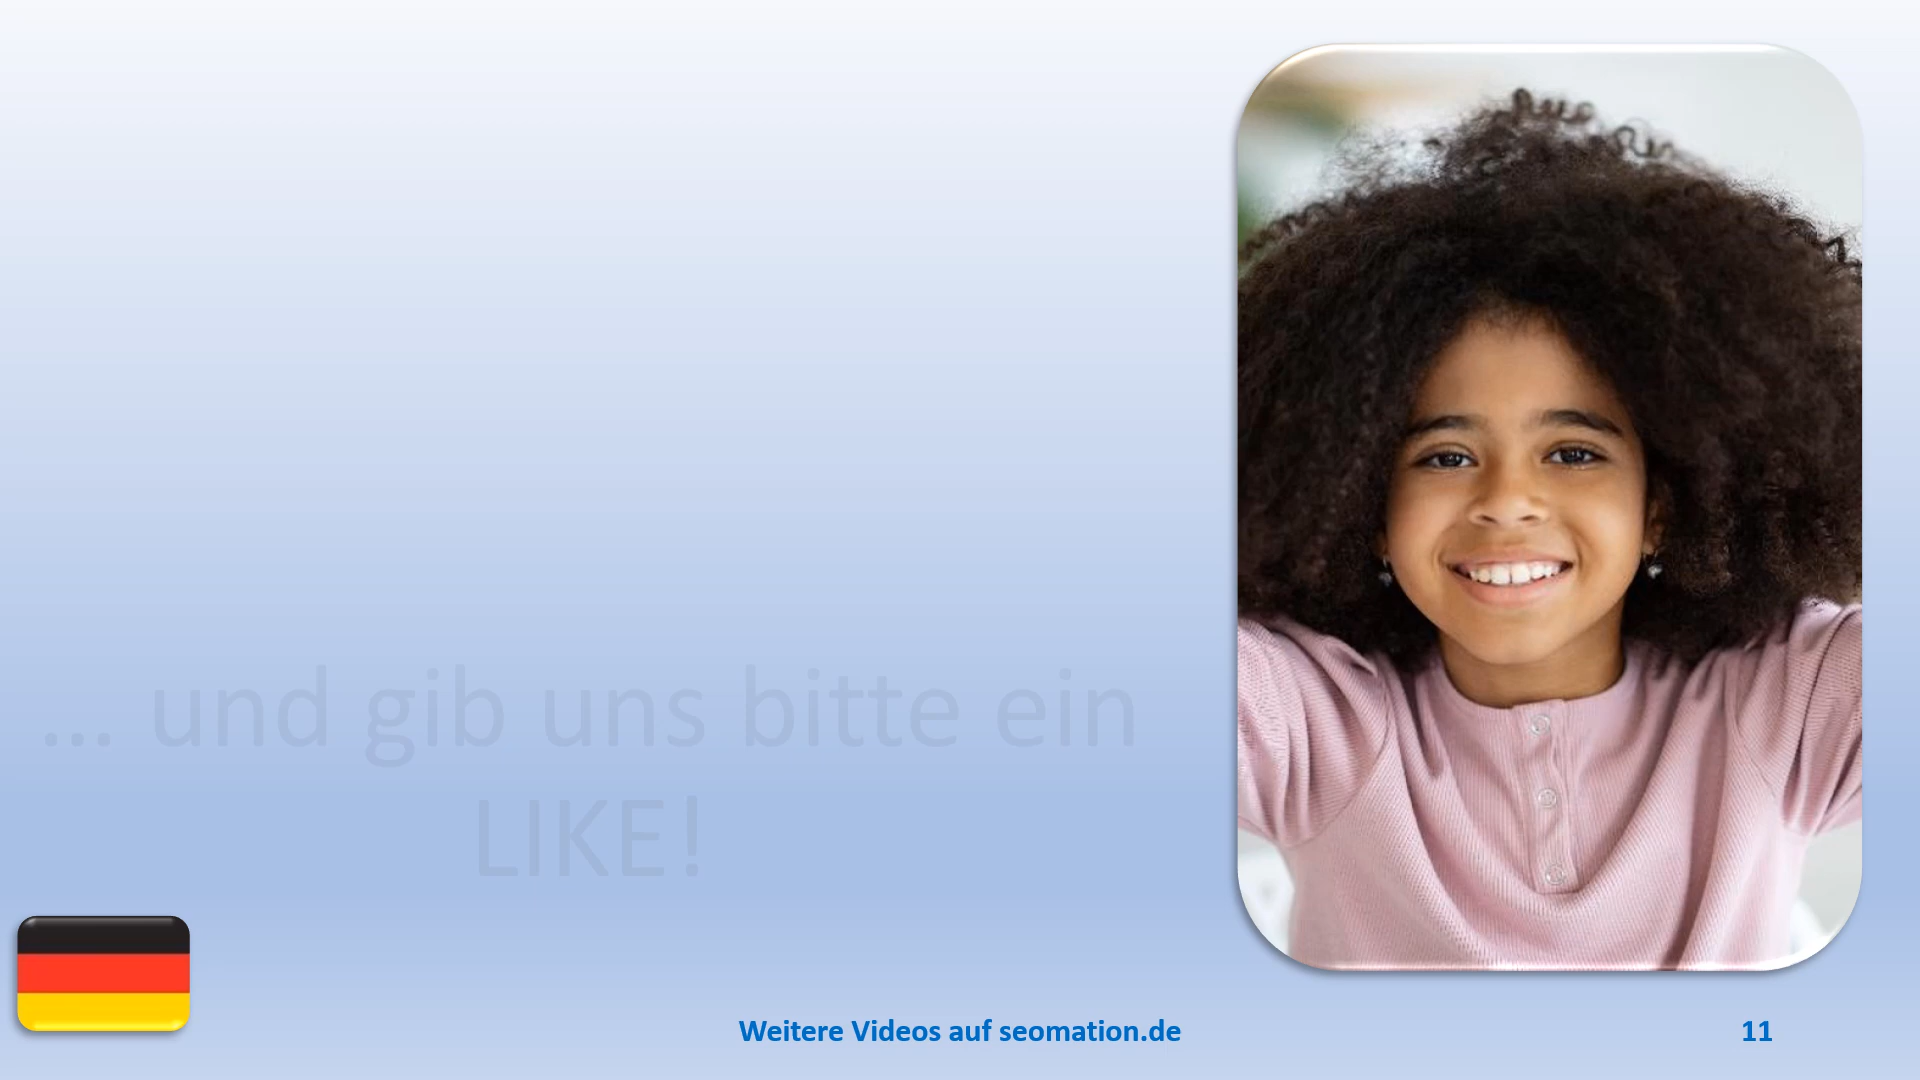 ... und gib uns bitte ein
LIKE!
Weitere Videos auf seomation.de
11